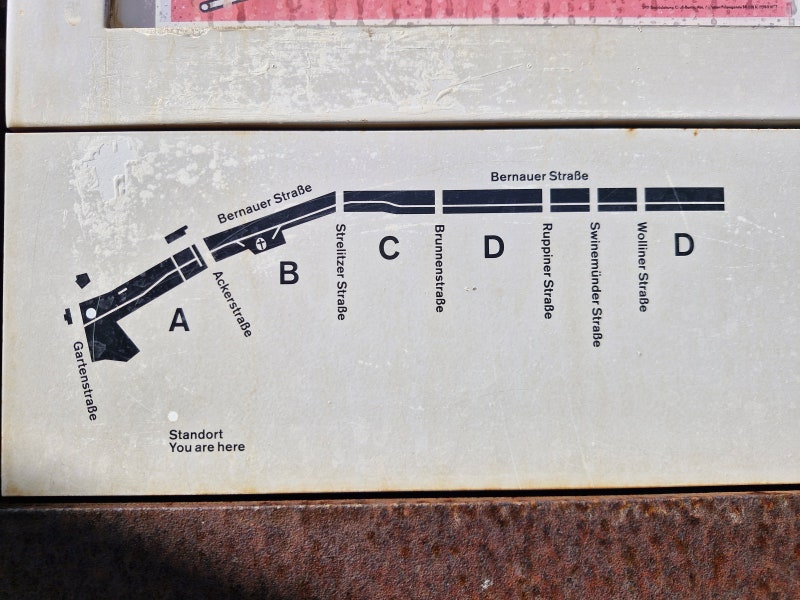 Bernauer Straße
Bernauer Straße
A
B
C
D
D
Gartenstraße
Ackerstraße
Strelitzer Straße
Brunnenstraße
Ruppiner Straße
Swinemünder Straße
Wolliner Straße
Standort
You are here